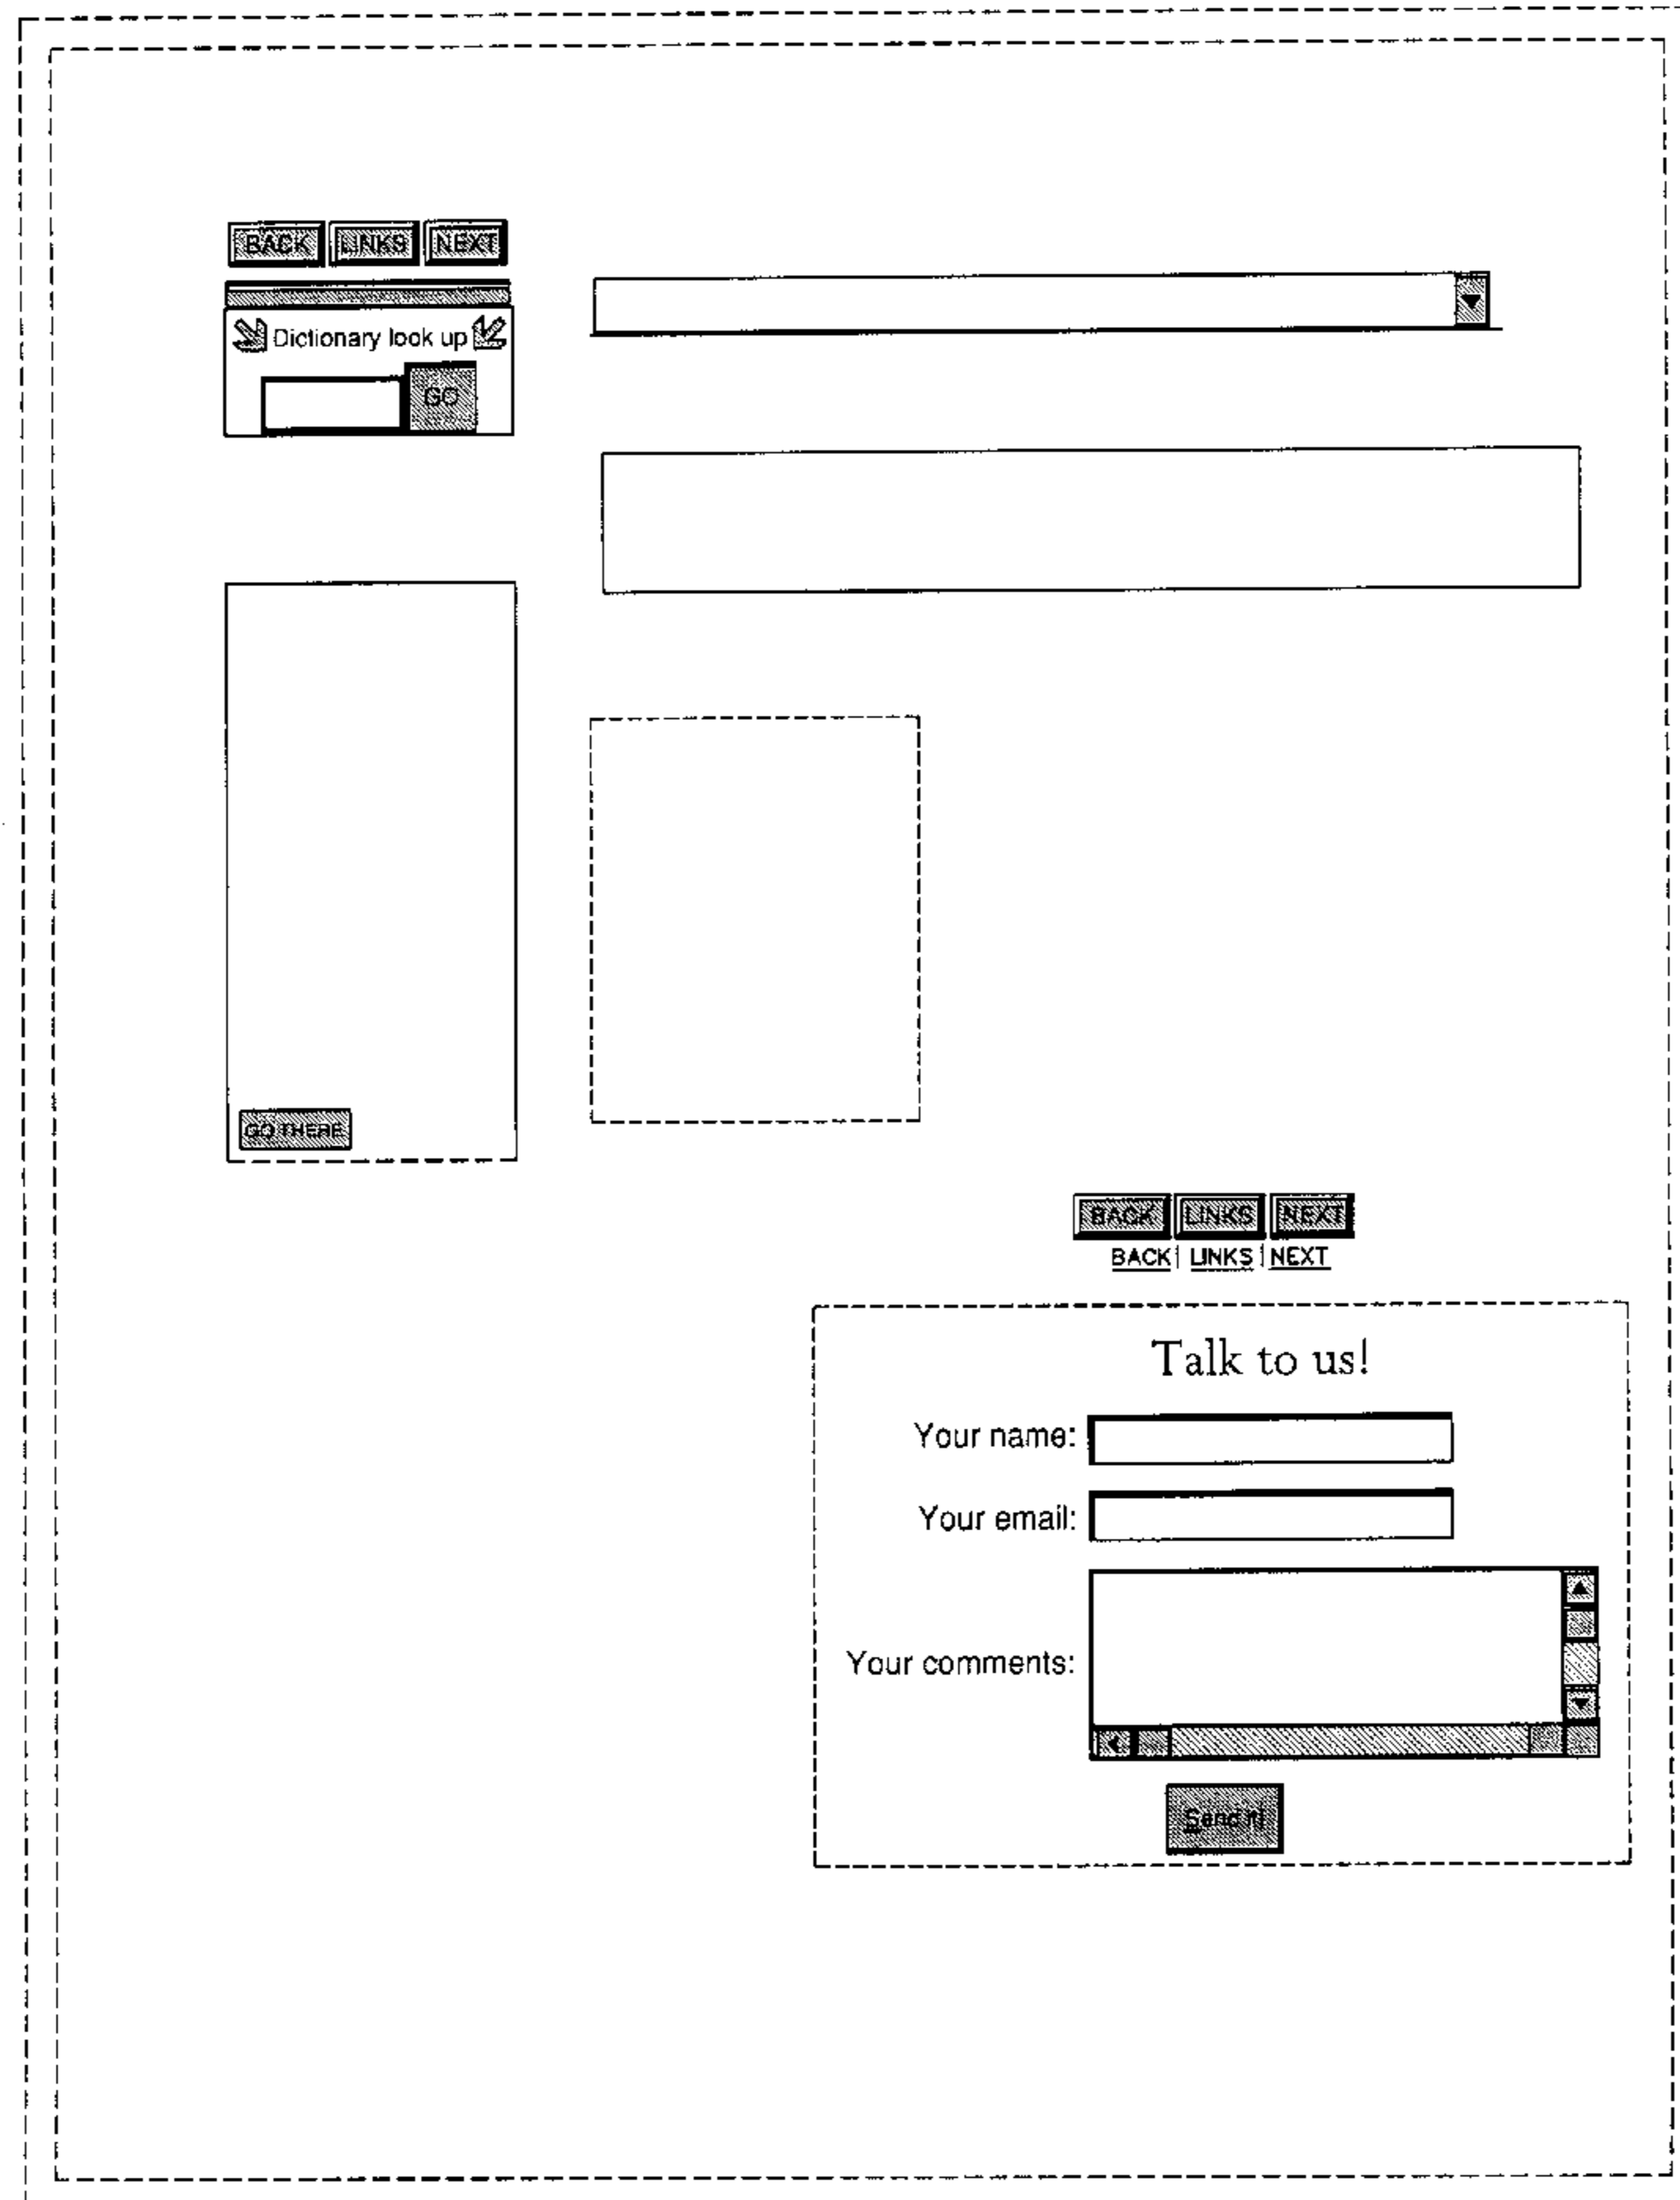 BACK LINKS NEXT
Dictionary look up
GO
GO THERE
BACK LINKS NEXT
BACK | LINKS | NEXT
Talk to us!
Your name:
Your email:
Your comments:
Send it!